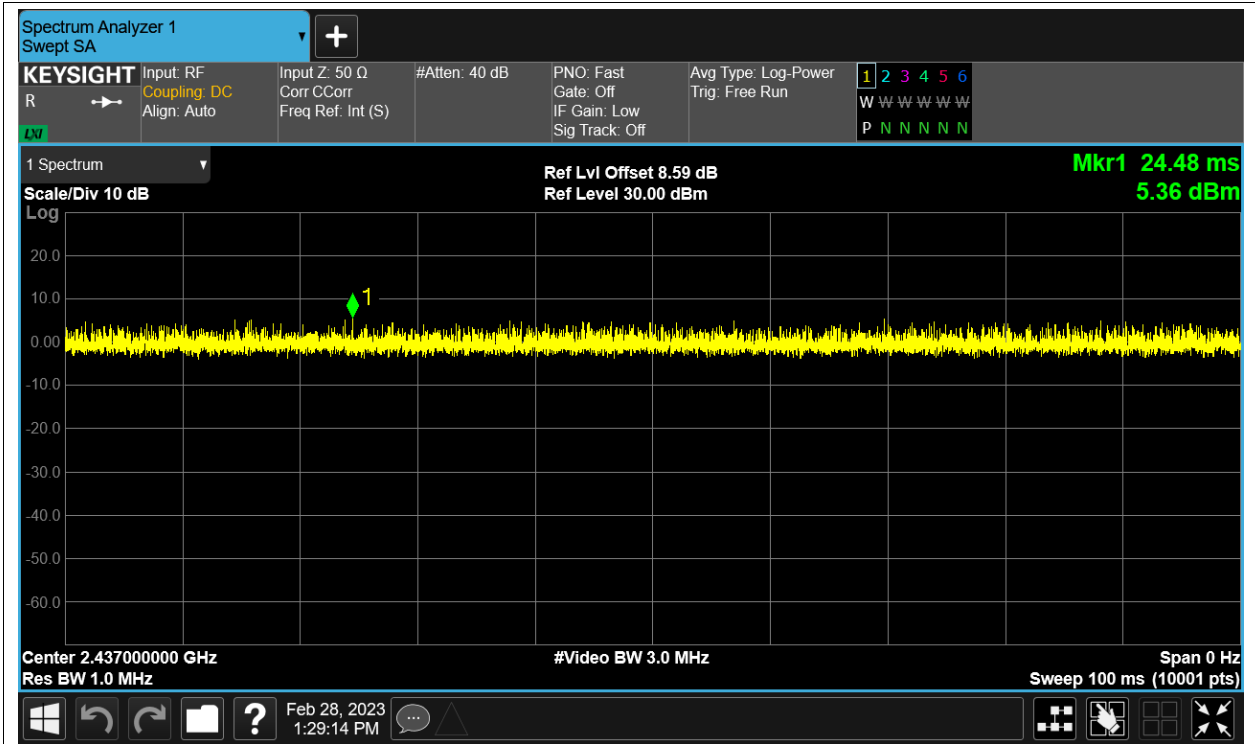 Spectrum Analyzer 1
Swept SA
KEYSIGHT
R
LXI
Input: RF
Coupling: DC
Align: Auto
Input Z: 50 Ω
Corr CCorr
Freq Ref: Int (S)
#Atten: 40 dB
PNO: Fast
Gate: Off
IF Gain: Low
Sig Track: Off
Avg Type: Log-Power
Trig: Free Run
1 2 3 4 5 6
W W W W W W
P N N N N N
1 Spectrum
Scale/Div 10 dB
Log
Ref Lvl Offset 8.59 dB
Ref Level 30.00 dBm
Mkr1 24.48 ms
5.36 dBm
20.0
10.0
1
0.00
-10.0
-20.0
-30.0
-40.0
-50.0
-60.0
Center 2.437000000 GHz
Res BW 1.0 MHz
#Video BW 3.0 MHz
Span 0 Hz
Sweep 100 ms (10001 pts)
?
Feb 28, 2023
1:29:14 PM